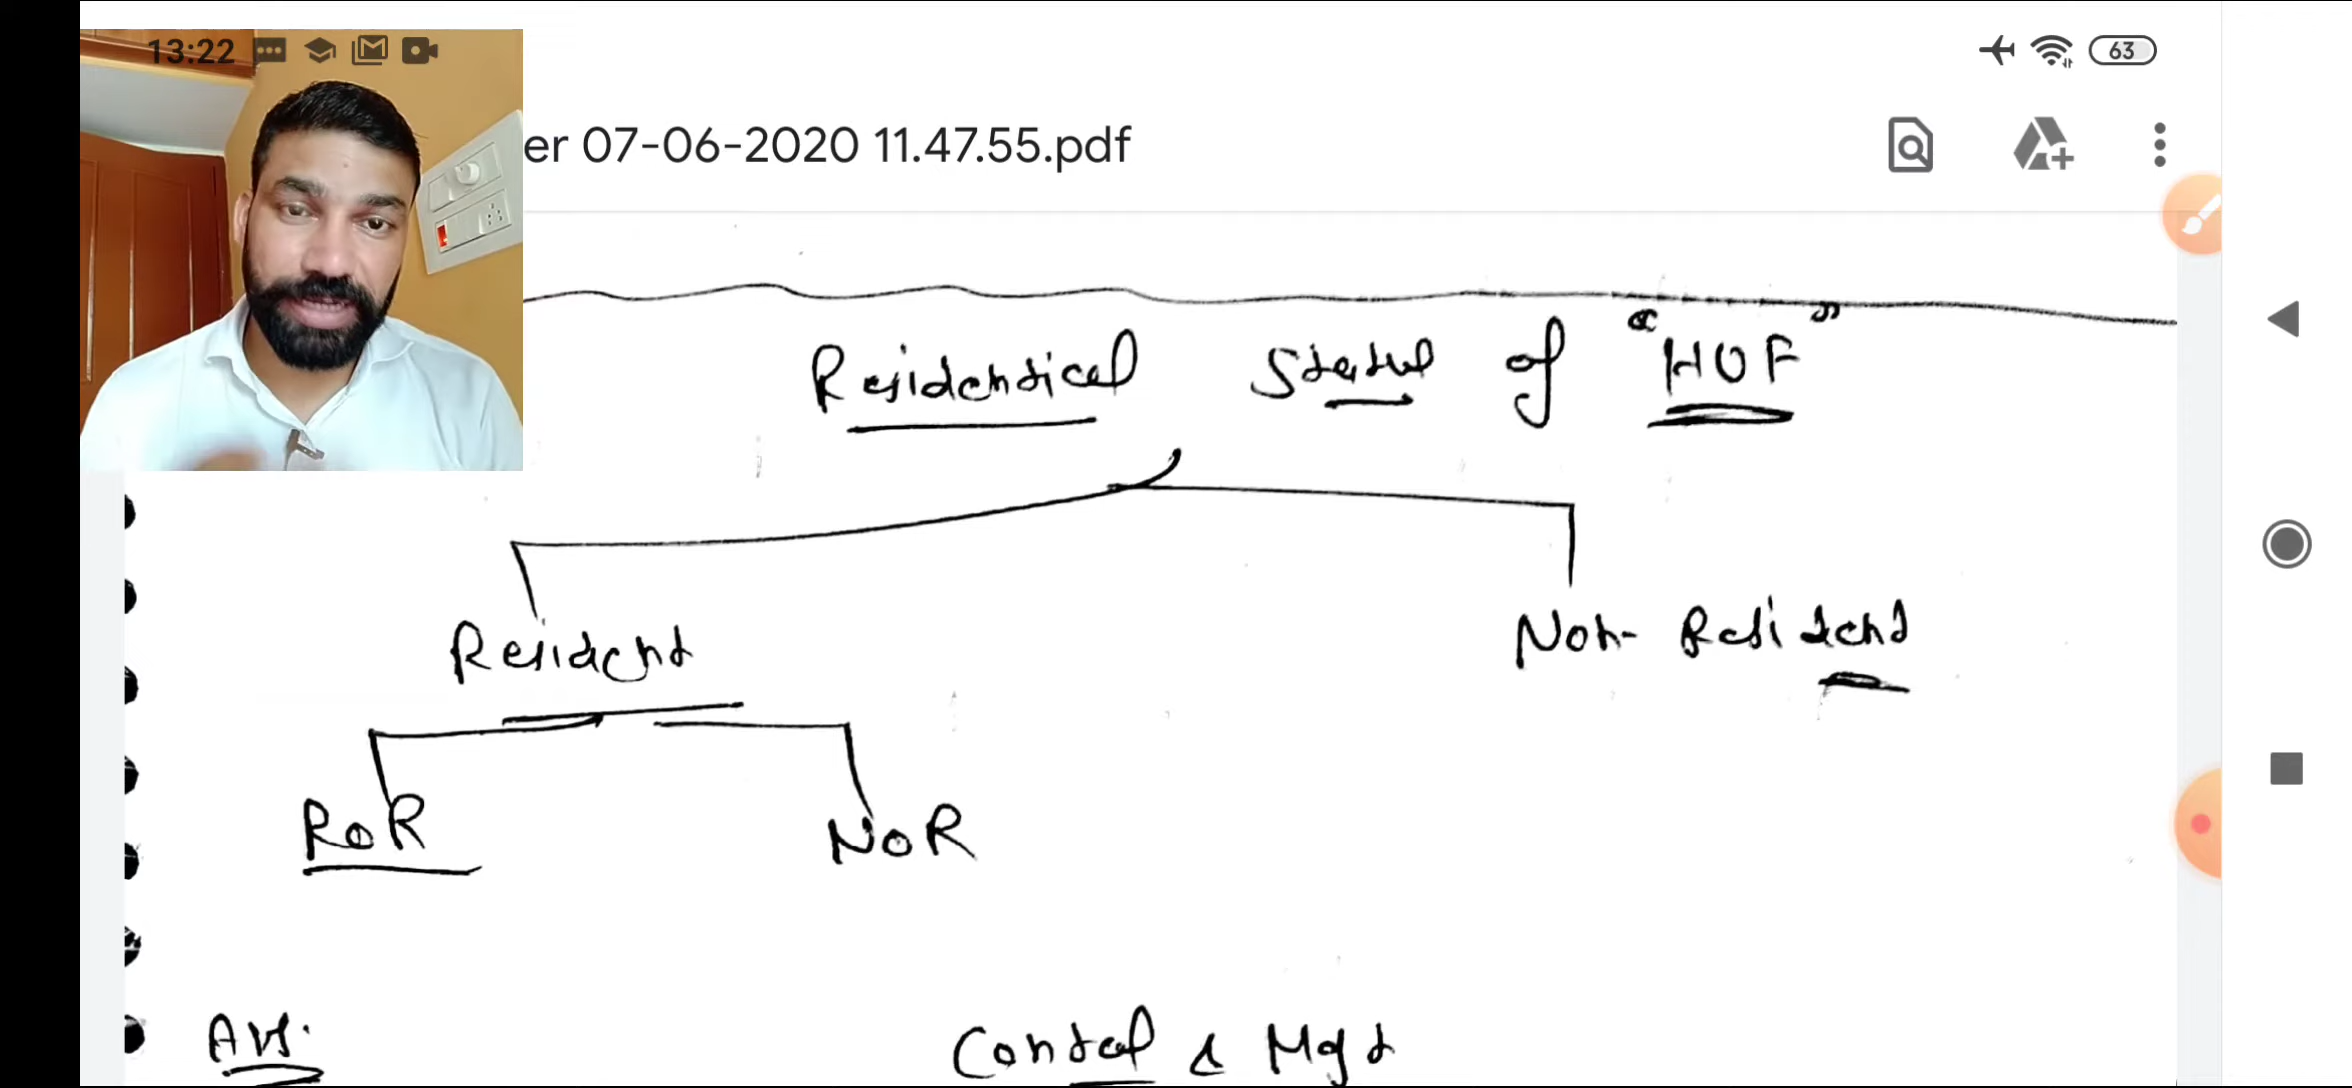 13:22
63
er 07-06-2020 11.47.55.pdf
Residential Status of "HUF"
Resident
Non-Resident
RoR
NoR
Control & Mgt